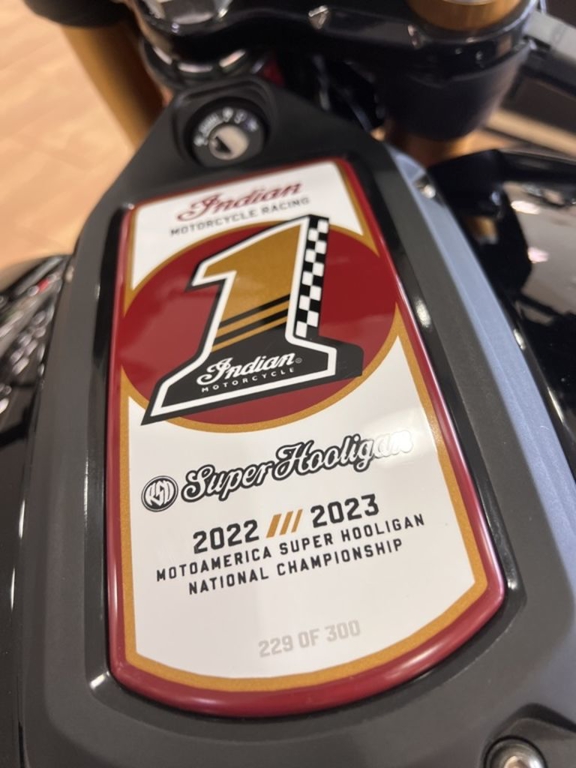 Indian
MOTORCYCLE RACING
1
Indian
MOTORCYCLE
RSD Super Hooligan
2022 /// 2023
MOTOAMERICA SUPER HOOLIGAN
NATIONAL CHAMPIONSHIP
229 OF 300